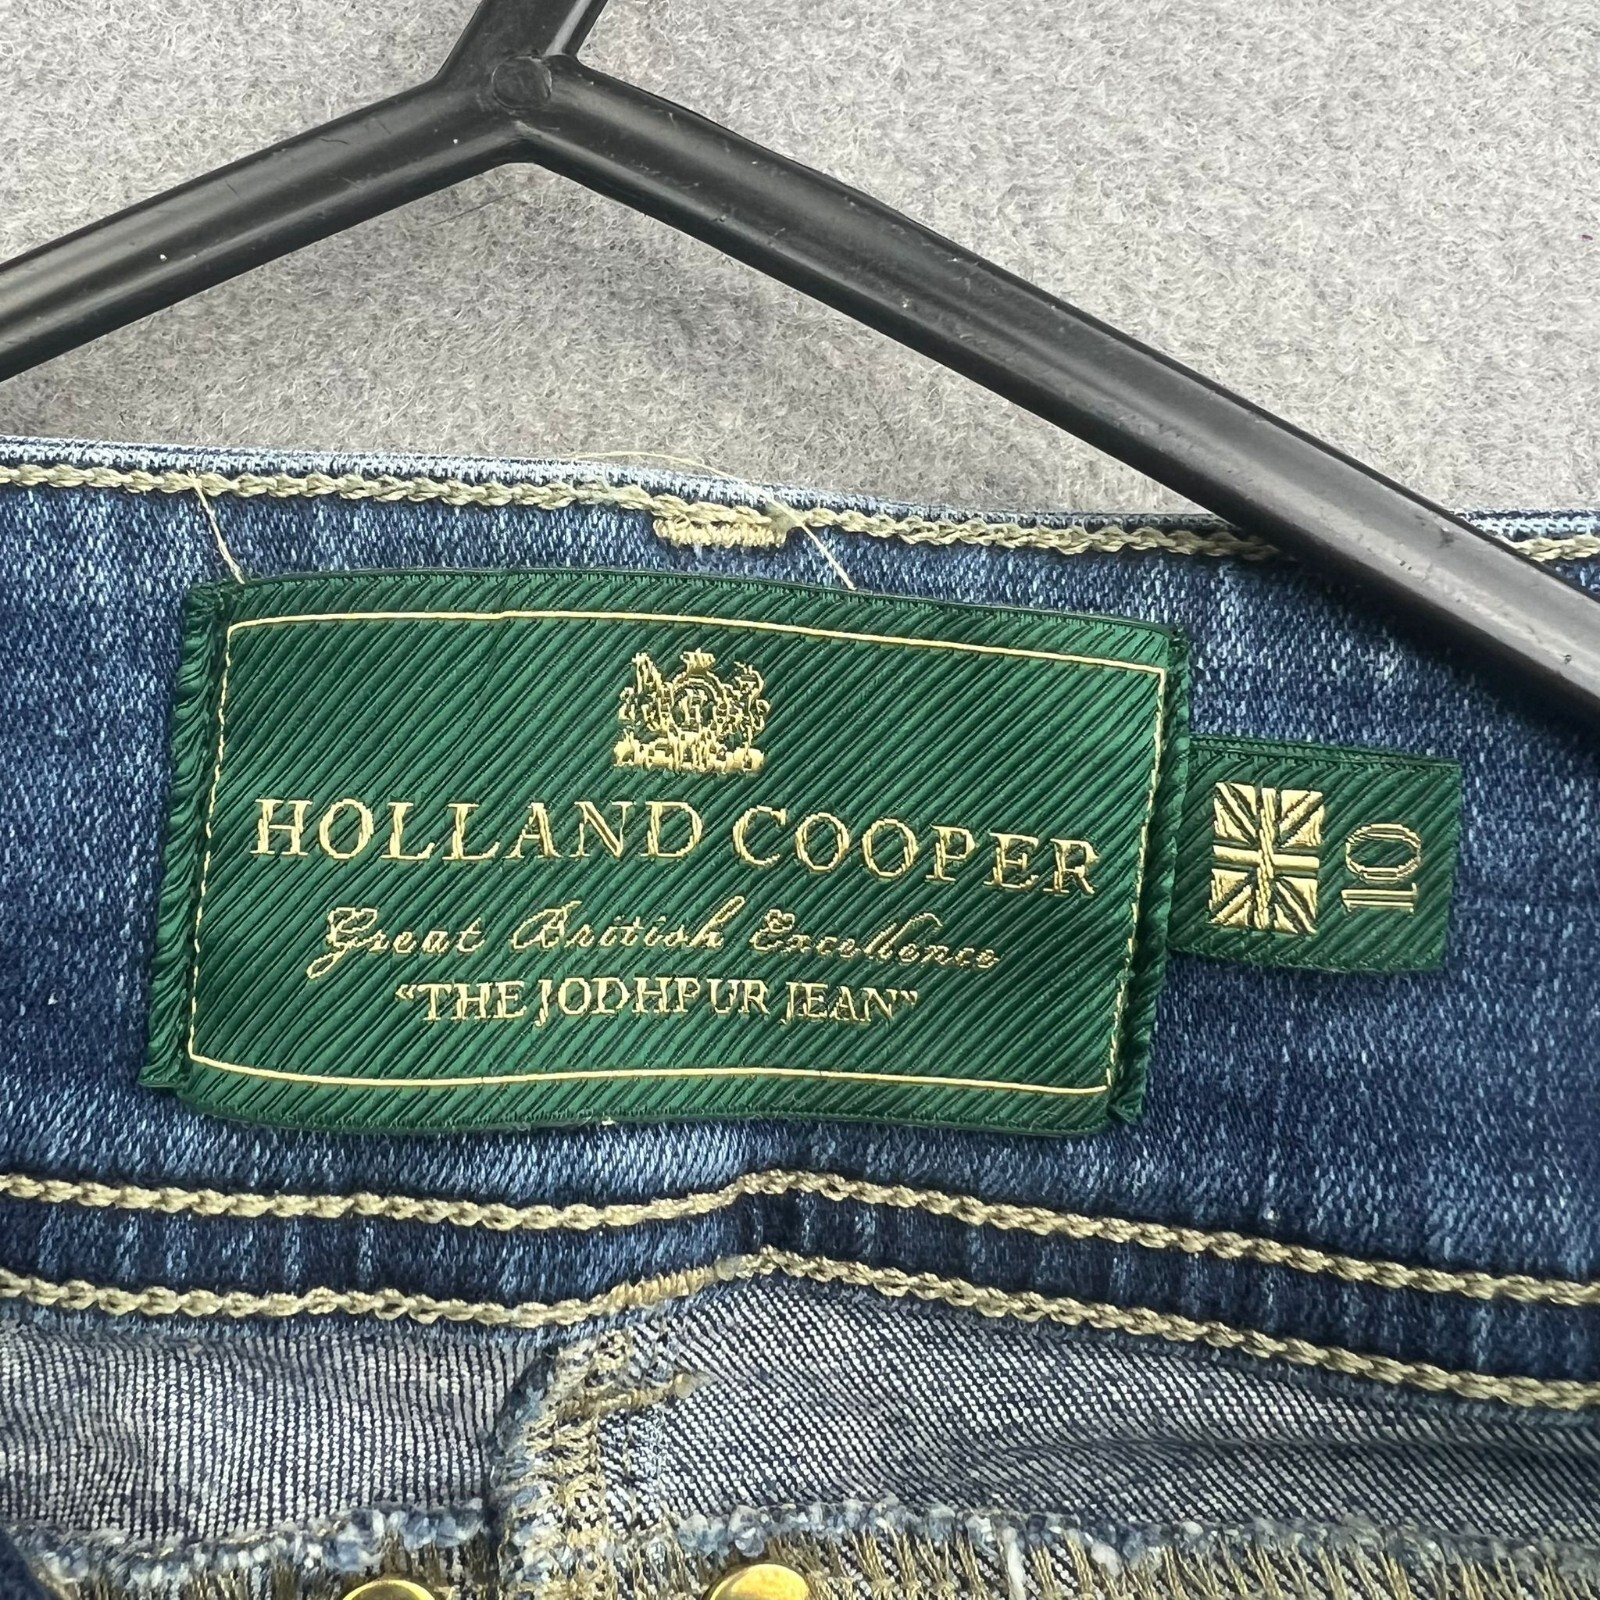 HOLLAND COOPER
Great British Excellence
"THE JODHPUR JEAN"
10